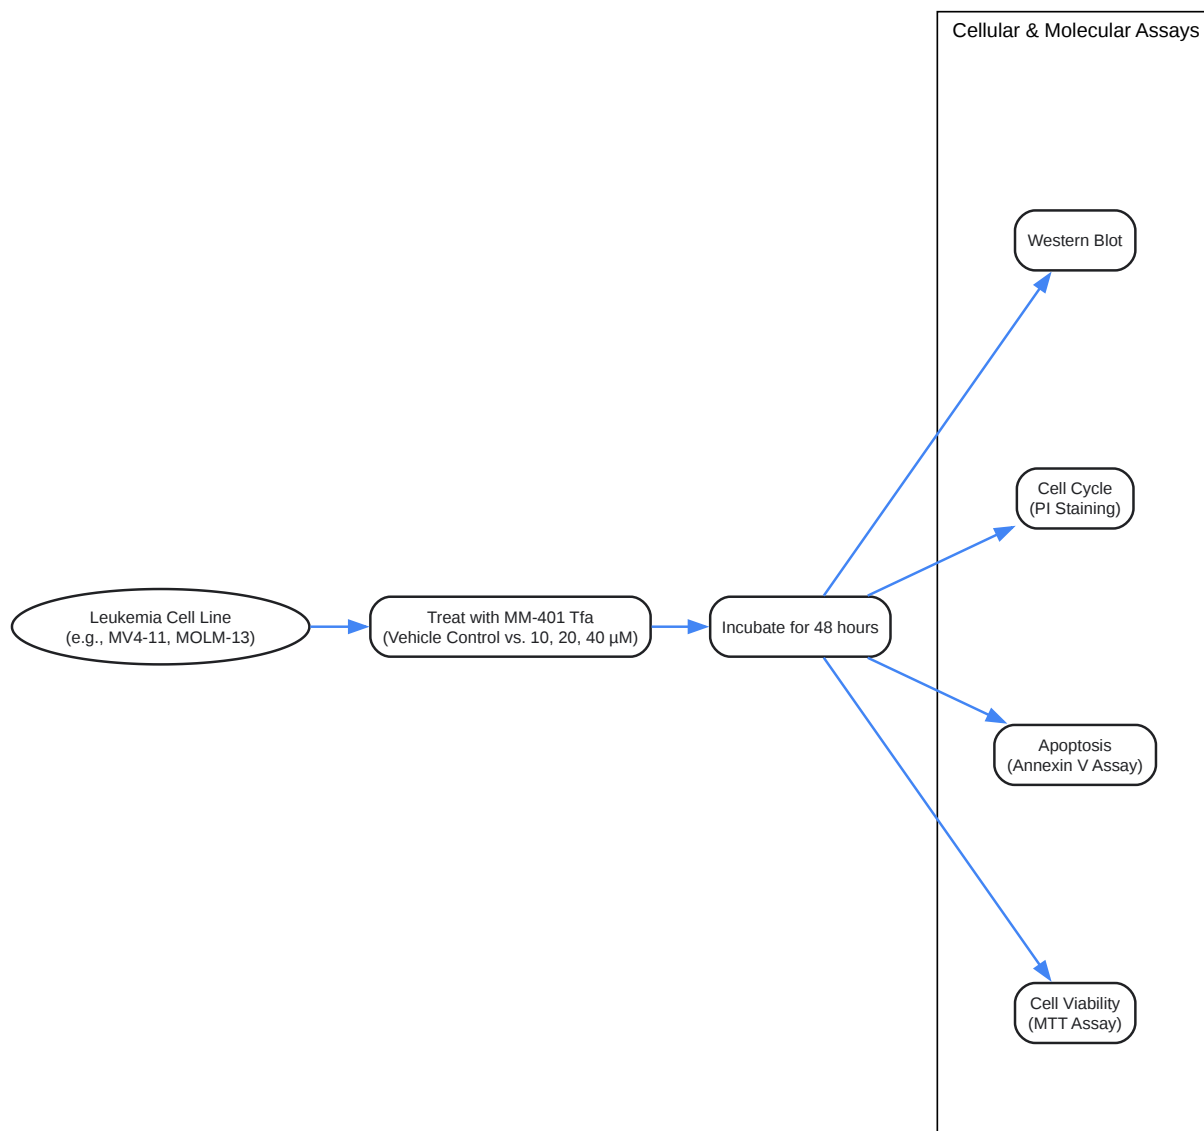 Cellular & Molecular Assays
Western Blot
Cell Cycle
(PI Staining)
Leukemia Cell Line
(e.g., MV4-11, MOLM-13)
Treat with MM-401 Tfa
(Vehicle Control vs. 10, 20, 40 µM)
Incubate for 48 hours
Apoptosis
(Annexin V Assay)
Cell Viability
(MTT Assay)